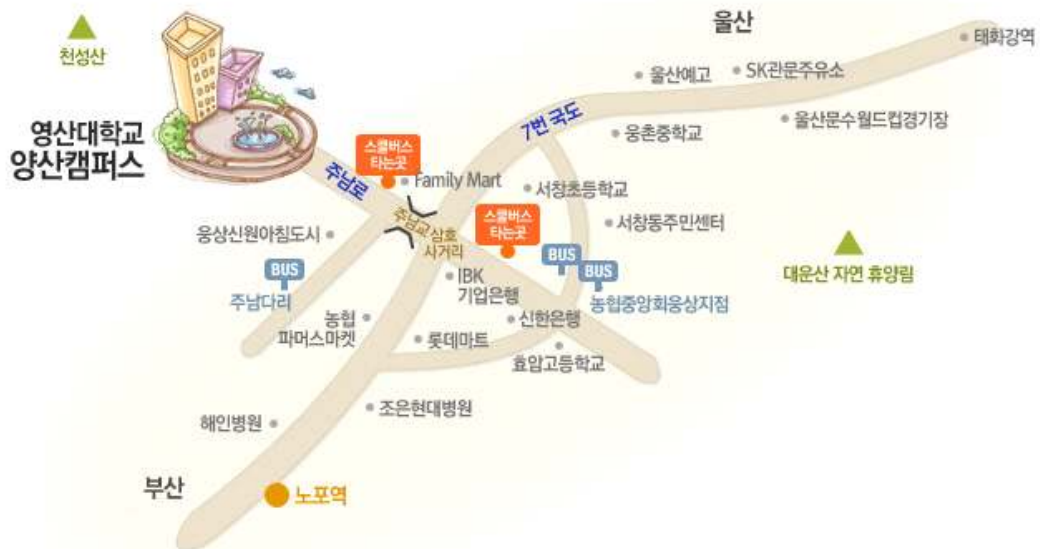 울산
태화강역
천성산
울산예고
SK관문주유소
7번 국도
울산문수월드컵경기장
웅촌중학교
영산대학교
양산캠퍼스
스쿨버스
타는곳
주남로
Family Mart
서창초등학교
주남교
삼호
사거리
스쿨버스
타는곳
서창동주민센터
웅상신원아침도시
BUS
주남다리
IBK
기업은행
BUS
BUS
농협중앙회웅상지점
대운산 자연 휴양림
농협
파머스마켓
롯데마트
신한은행
효암고등학교
조은현대병원
해인병원
부산
노포역